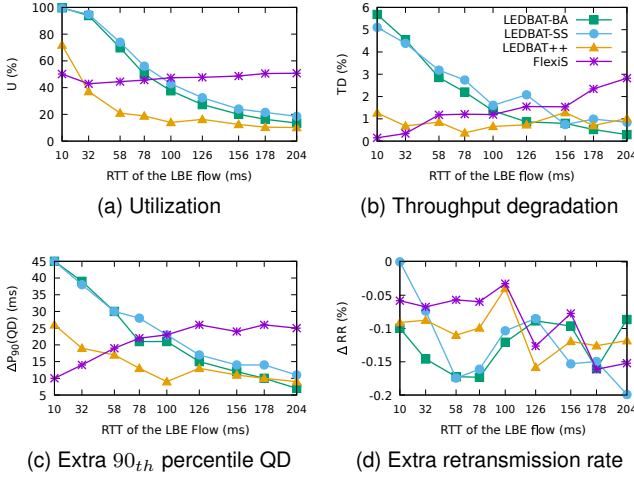 100
80
60
40
20
0
U (%)
10 32 58 78 100 126 156 178 204
RTT of the LBE flow (ms)
(a) Utilization
6
5
4
3
2
1
0
TD (%)
LEDBAT-BA
LEDBAT-SS
LEDBAT++
FlexiS
10 32 58 78 100 126 156 178 204
RTT of the LBE flow (ms)
(b) Throughput degradation
45
40
35
30
25
20
15
10
5
ΔP90(QD) (ms)
10 32 58 78 100 126 156 178 204
RTT of the LBE Flow (ms)
(c) Extra 90th percentile QD
0
-0.05
-0.1
-0.15
-0.2
Δ RR (%)
10 32 58 78 100 126 156 178 204
RTT of the LBE flow (ms)
(d) Extra retransmission rate